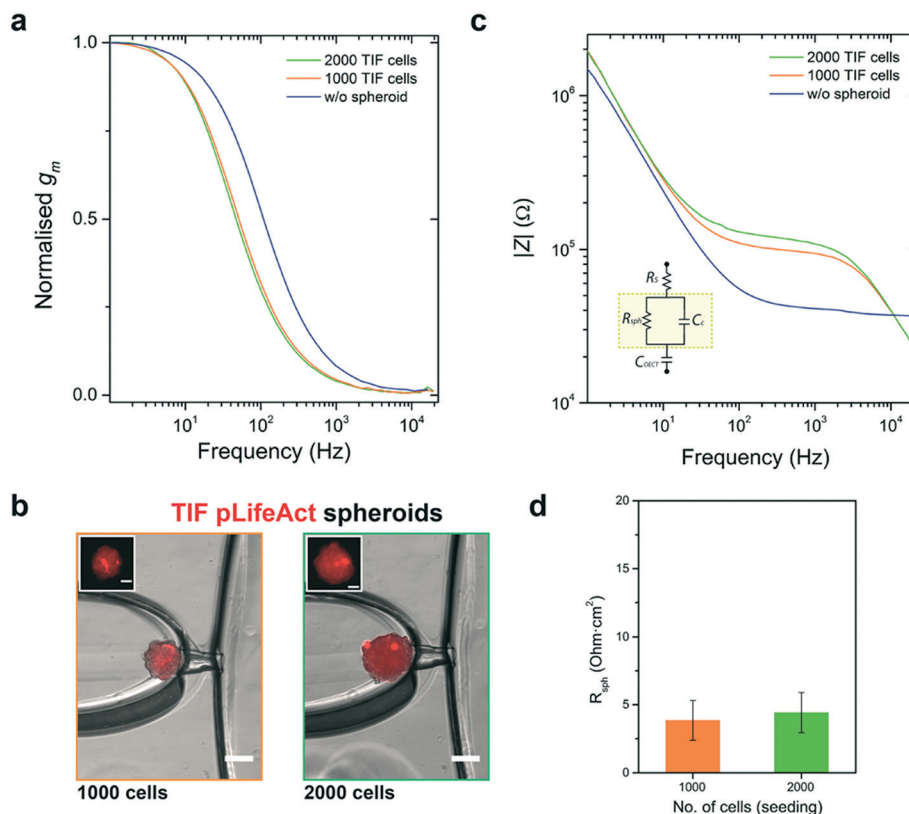 a
1.0
0.5
0.0
Normalised gm
10¹
10²
10³
10⁴
Frequency (Hz)
2000 TIF cells
1000 TIF cells
w/o spheroid
c
10⁶
10⁵
10⁴
|Z| (Ω)
10¹
10²
10³
10⁴
Frequency (Hz)
2000 TIF cells
1000 TIF cells
w/o spheroid
RS
Rsph
Cc
COECT
b
TIF pLifeAct spheroids
1000 cells
2000 cells
d
20
15
10
5
0
Rsph (Ohm·cm²)
1000
2000
No. of cells (seeding)